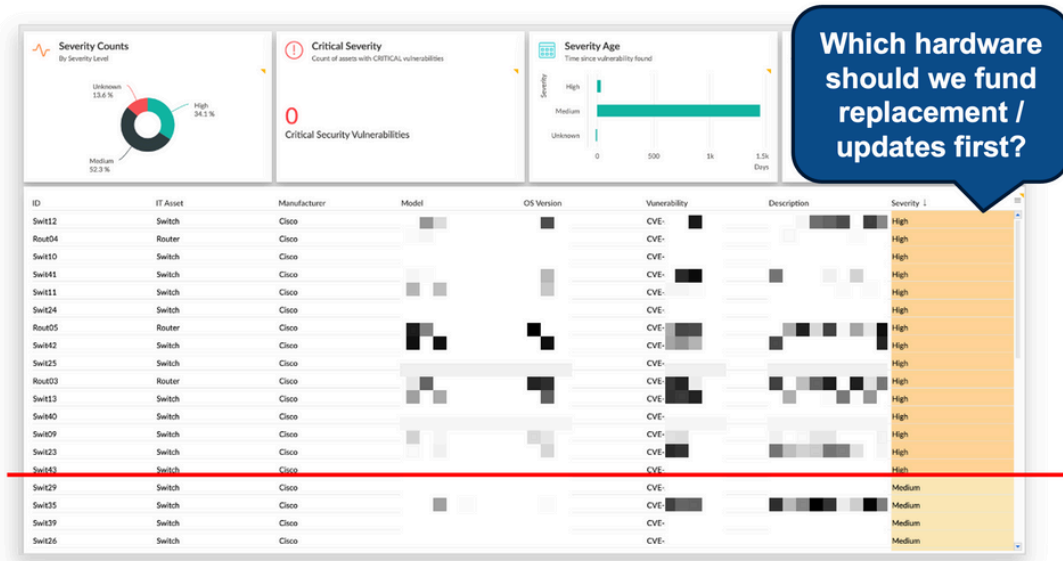 Which hardware
should we fund
replacement /
updates first?
Severity Counts
By Severity Level
Unknown
13.6 %
High
34.1 %
Medium
52.3 %
Critical Severity
Count of assets with CRITICAL vulnerabilities
0
Critical Security Vulnerabilities
Severity Age
Time since vulnerability found
Severity
High
Medium
Unknown
0 500 1k 1.5k
Days
ID IT Asset Manufacturer Model OS Version Vunerability Description Severity ↓
Swit12 Switch Cisco CVE- High
Rout04 Router Cisco CVE- High
Swit10 Switch Cisco CVE- High
Swit41 Switch Cisco CVE- High
Swit11 Switch Cisco CVE- High
Swit24 Switch Cisco CVE- High
Rout05 Router Cisco CVE- High
Swit42 Switch Cisco CVE- High
Swit25 Switch Cisco CVE- High
Rout03 Router Cisco CVE- High
Swit13 Switch Cisco CVE- High
Swit40 Switch Cisco CVE- High
Swit09 Switch Cisco CVE- High
Swit23 Switch Cisco CVE- High
Swit43 Switch Cisco CVE- High
Swit29 Switch Cisco CVE- Medium
Swit35 Switch Cisco CVE- Medium
Swit39 Switch Cisco CVE- Medium
Swit26 Switch Cisco CVE- Medium